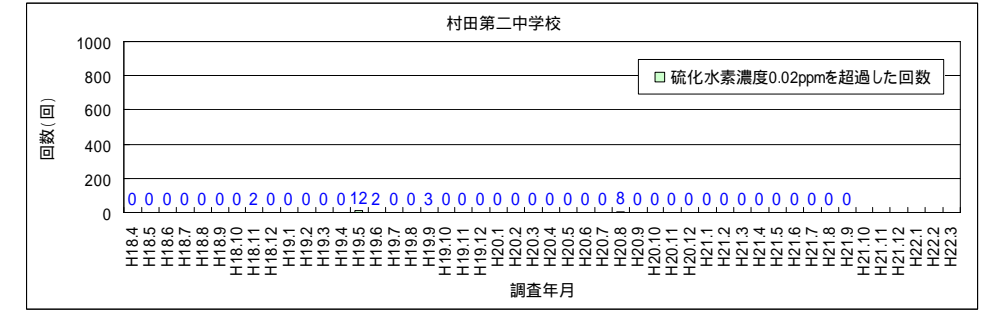 村田第二中学校
1000
800
600
400
200
0
回数(回)
硫化水素濃度0.02ppmを超過した回数
0 0 0 0 0 0 0 2 0 0 0 0 0 12 2 0 0 3 0 0 0 0 0 0 0 0 0 0 8 0 0 0 0 0 0 0 0 0 0 0 0 0
H18.4 H18.5 H18.6 H18.7 H18.8 H18.9 H18.10 H18.11 H18.12 H19.1 H19.2 H19.3 H19.4 H19.5 H19.6 H19.7 H19.8 H19.9 H19.10 H19.11 H19.12 H20.1 H20.2 H20.3 H20.4 H20.5 H20.6 H20.7 H20.8 H20.9 H20.10 H20.11 H20.12 H21.1 H21.2 H21.3 H21.4 H21.5 H21.6 H21.7 H21.8 H21.9 H21.10 H21.11 H21.12 H22.1 H22.2 H22.3
調査年月